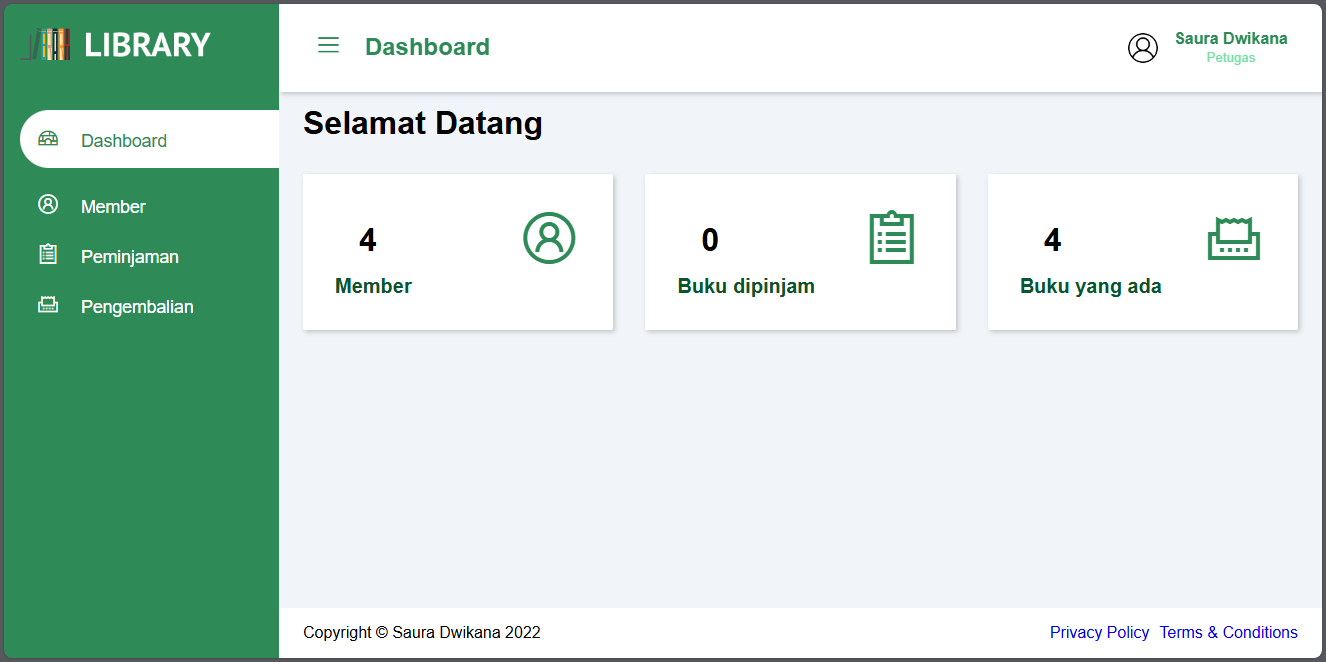 LIBRARY
Dashboard
Member
Peminjaman
Pengembalian
Dashboard
Saura Dwikana
Petugas
Selamat Datang
4
Member
0
Buku dipinjam
4
Buku yang ada
Copyright © Saura Dwikana 2022
Privacy Policy Terms & Conditions